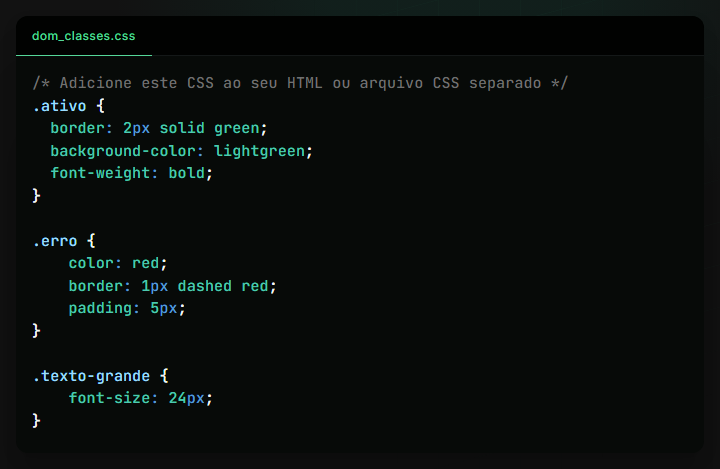 dom_classes.css
/* Adicione este CSS ao seu HTML ou arquivo CSS separado */
.ativo {
  border: 2px solid green;
  background-color: lightgreen;
  font-weight: bold;
}

.erro {
    color: red;
    border: 1px dashed red;
    padding: 5px;
}

.texto-grande {
    font-size: 24px;
}